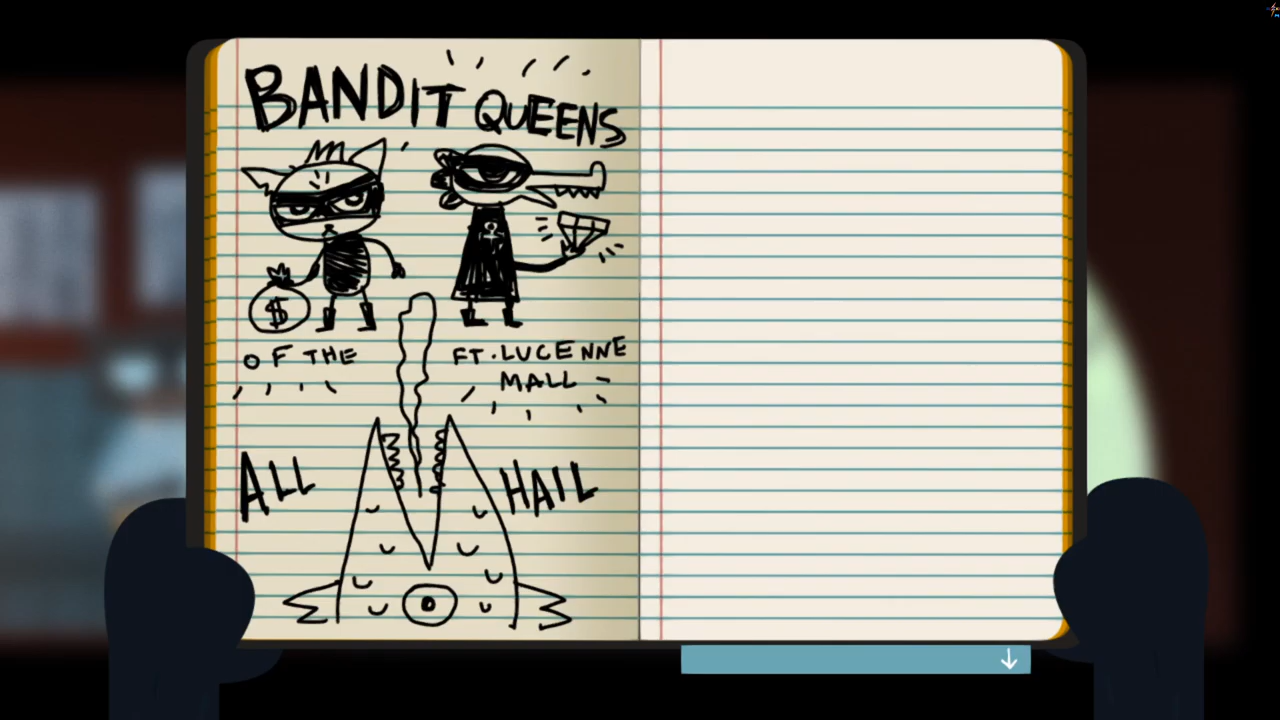 BANDIT QUEENS
$
OF THE FT. LUCENNE
MALL
ALL HAIL